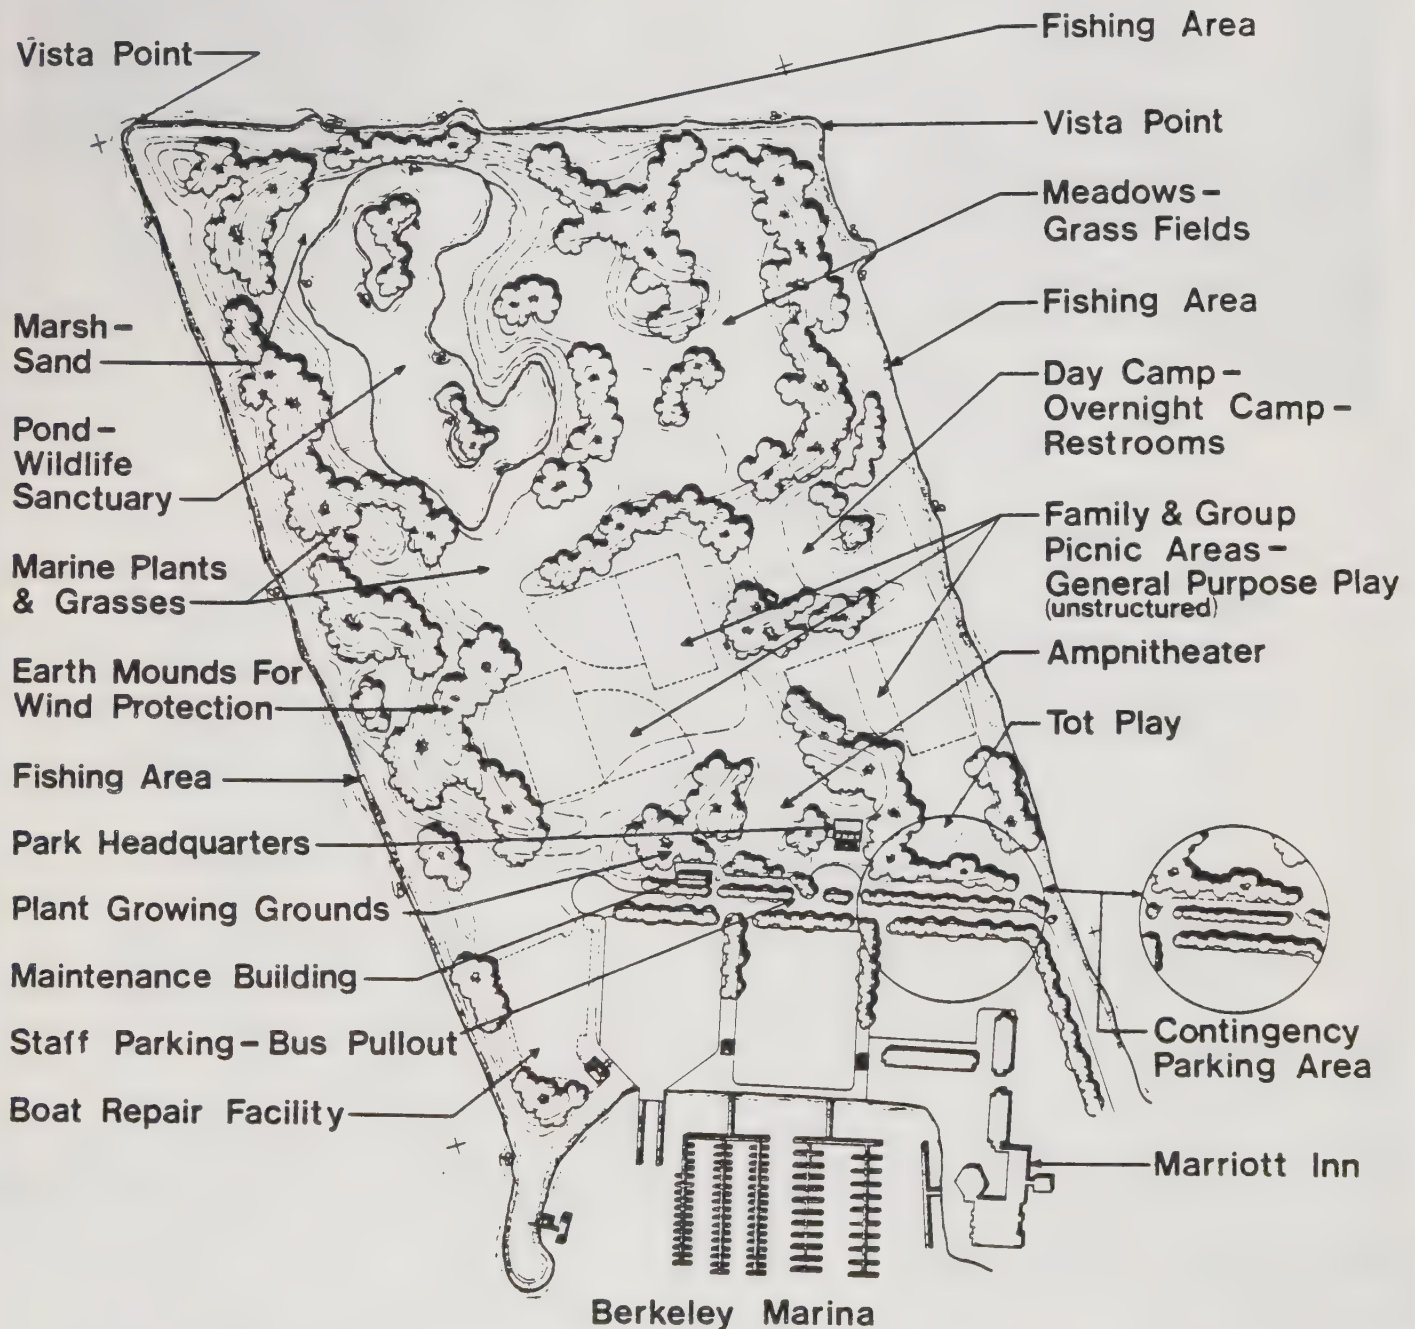 Vista Point
Marsh–
Sand
Pond–
Wildlife
Sanctuary
Marine Plants
& Grasses
Earth Mounds For
Wind Protection
Fishing Area
Park Headquarters
Plant Growing Grounds
Maintenance Building
Staff Parking–Bus Pullout
Boat Repair Facility
Fishing Area
Vista Point
Meadows–
Grass Fields
Fishing Area
Day Camp–
Overnight Camp–
Restrooms
Family & Group
Picnic Areas–
General Purpose Play
(unstructured)
Ampnitheater
Tot Play
Contingency
Parking Area
Marriott Inn
Berkeley Marina